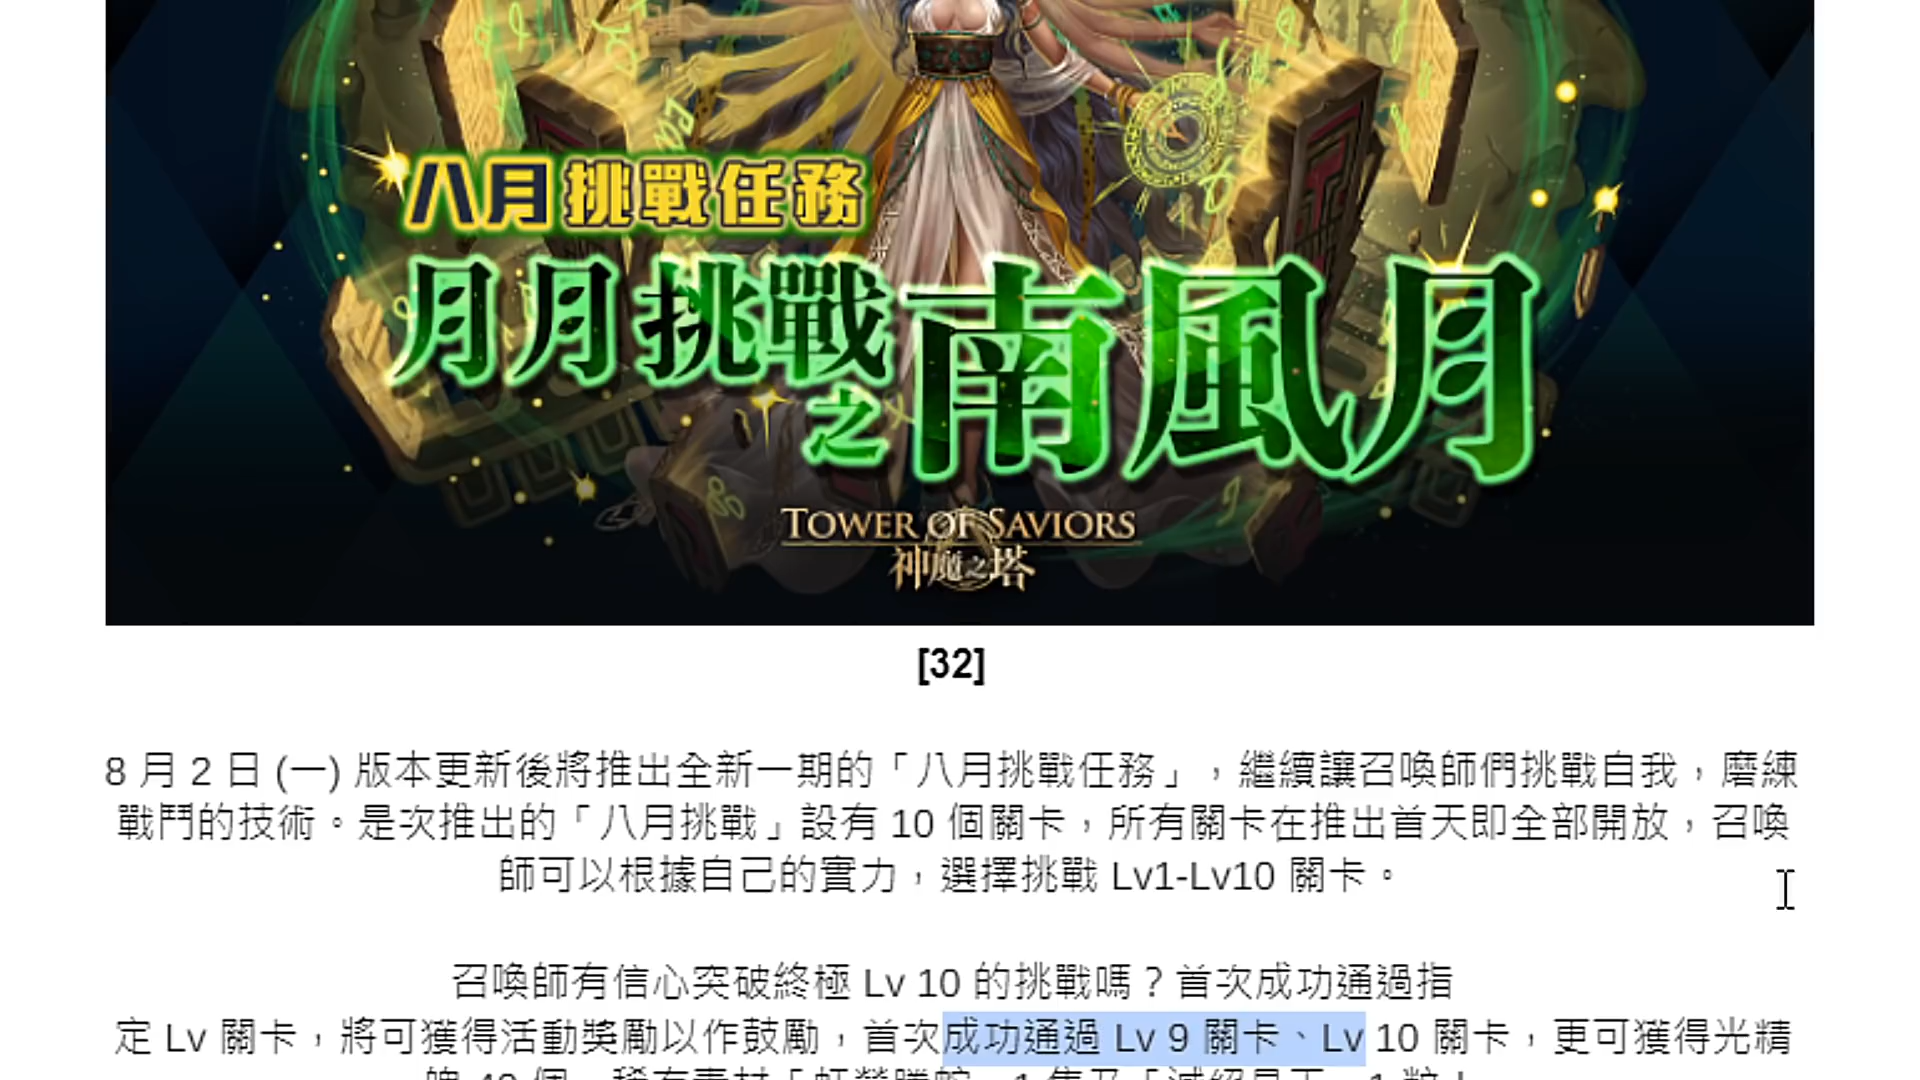 八月挑戰任務
月月挑戰之南風月
TOWER OF SAVIORS
神魔之塔
[32]
8 月 2 日 (一) 版本更新後將推出全新一期的「八月挑戰任務」，繼續讓召喚師們挑戰自我，磨練
戰鬥的技術。是次推出的「八月挑戰」設有 10 個關卡，所有關卡在推出首天即全部開放，召喚
師可以根據自己的實力，選擇挑戰 Lv1-Lv10 關卡。
召喚師有信心突破終極 Lv 10 的挑戰嗎？首次成功通過指
定 Lv 關卡，將可獲得活動獎勵以作鼓勵，首次成功通過 Lv 9 關卡、Lv 10 關卡，更可獲得光精